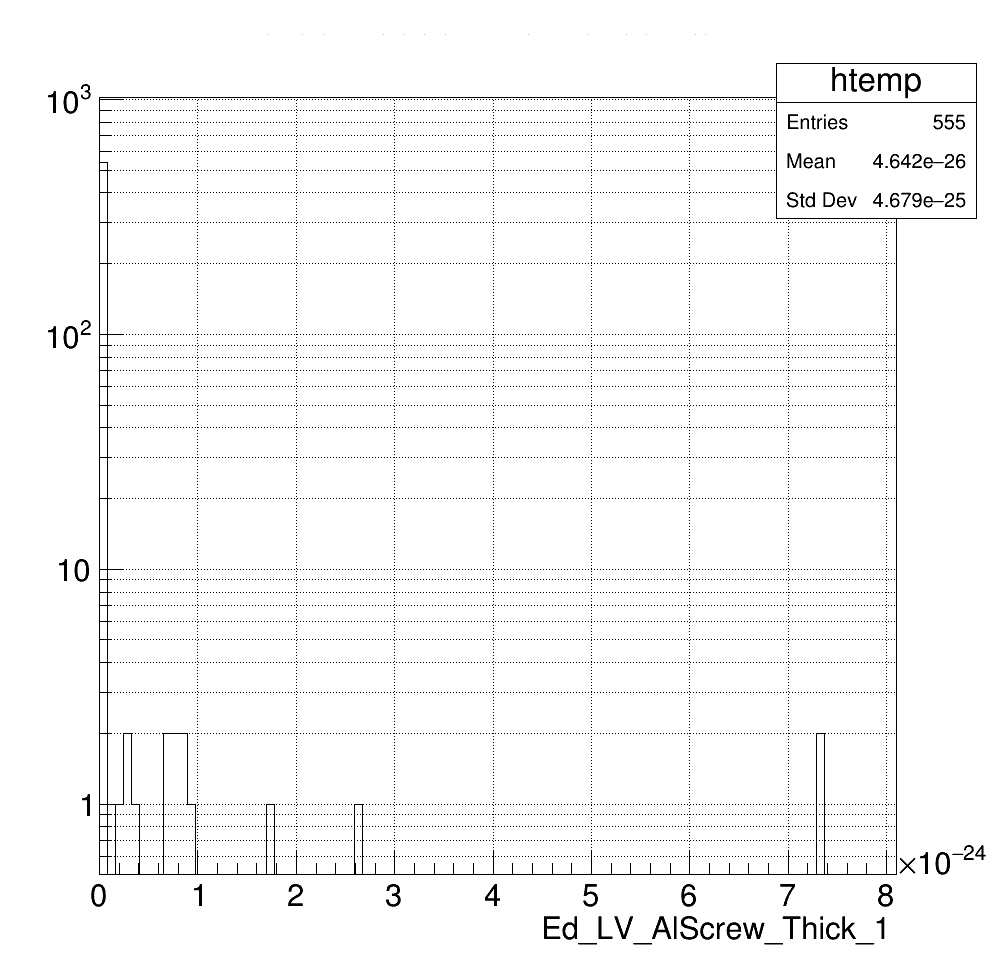 htemp
Entries 555
Mean 4.642e−26
Std Dev 4.679e−25
10³
10²
10
1
0 1 2 3 4 5 6 7 8
×10⁻²⁴
Ed_LV_AlScrew_Thick_1